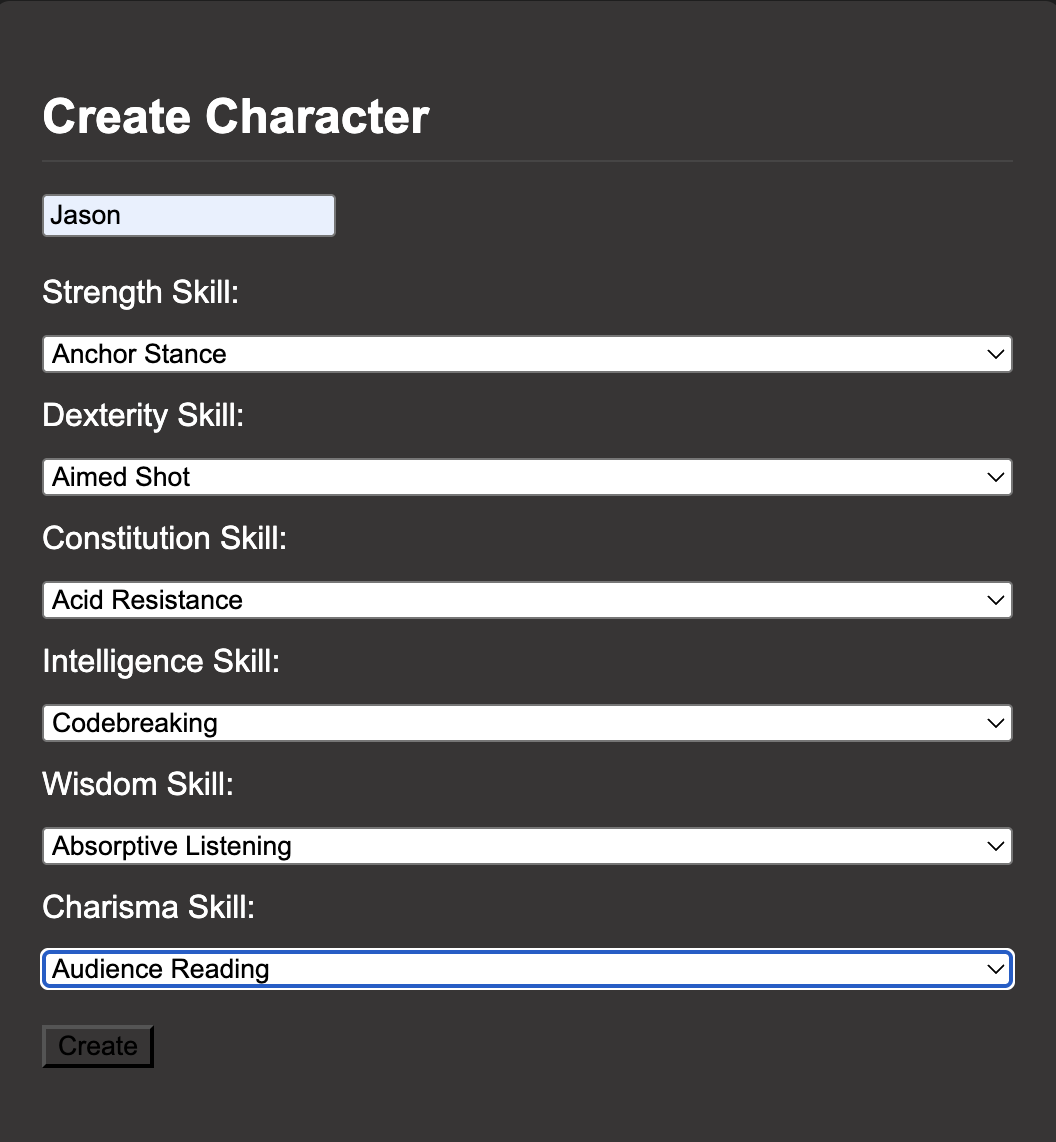 Create Character
Jason
Strength Skill:
Anchor Stance
Dexterity Skill:
Aimed Shot
Constitution Skill:
Acid Resistance
Intelligence Skill:
Codebreaking
Wisdom Skill:
Absorptive Listening
Charisma Skill:
Audience Reading
Create